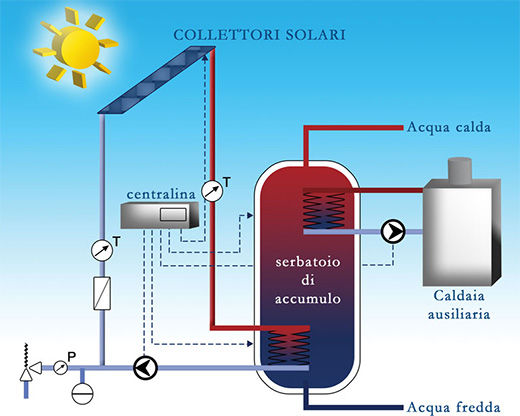 COLLETTORI SOLARI
Acqua calda
T
centralina
T
serbatoio
di
accumulo
Caldaia
ausiliaria
P
Acqua fredda